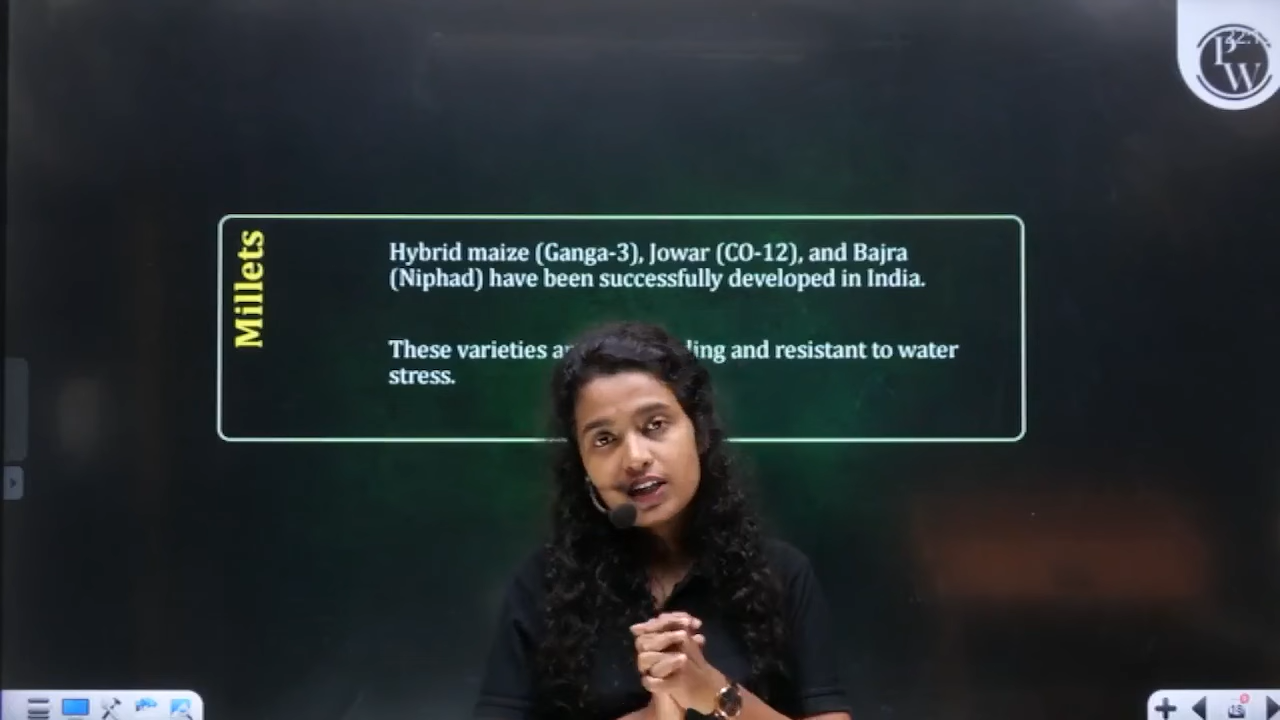 PW
Millets
Hybrid maize (Ganga-3), Jowar (CO-12), and Bajra
(Niphad) have been successfully developed in India.
These varieties and resistant to water
stress.